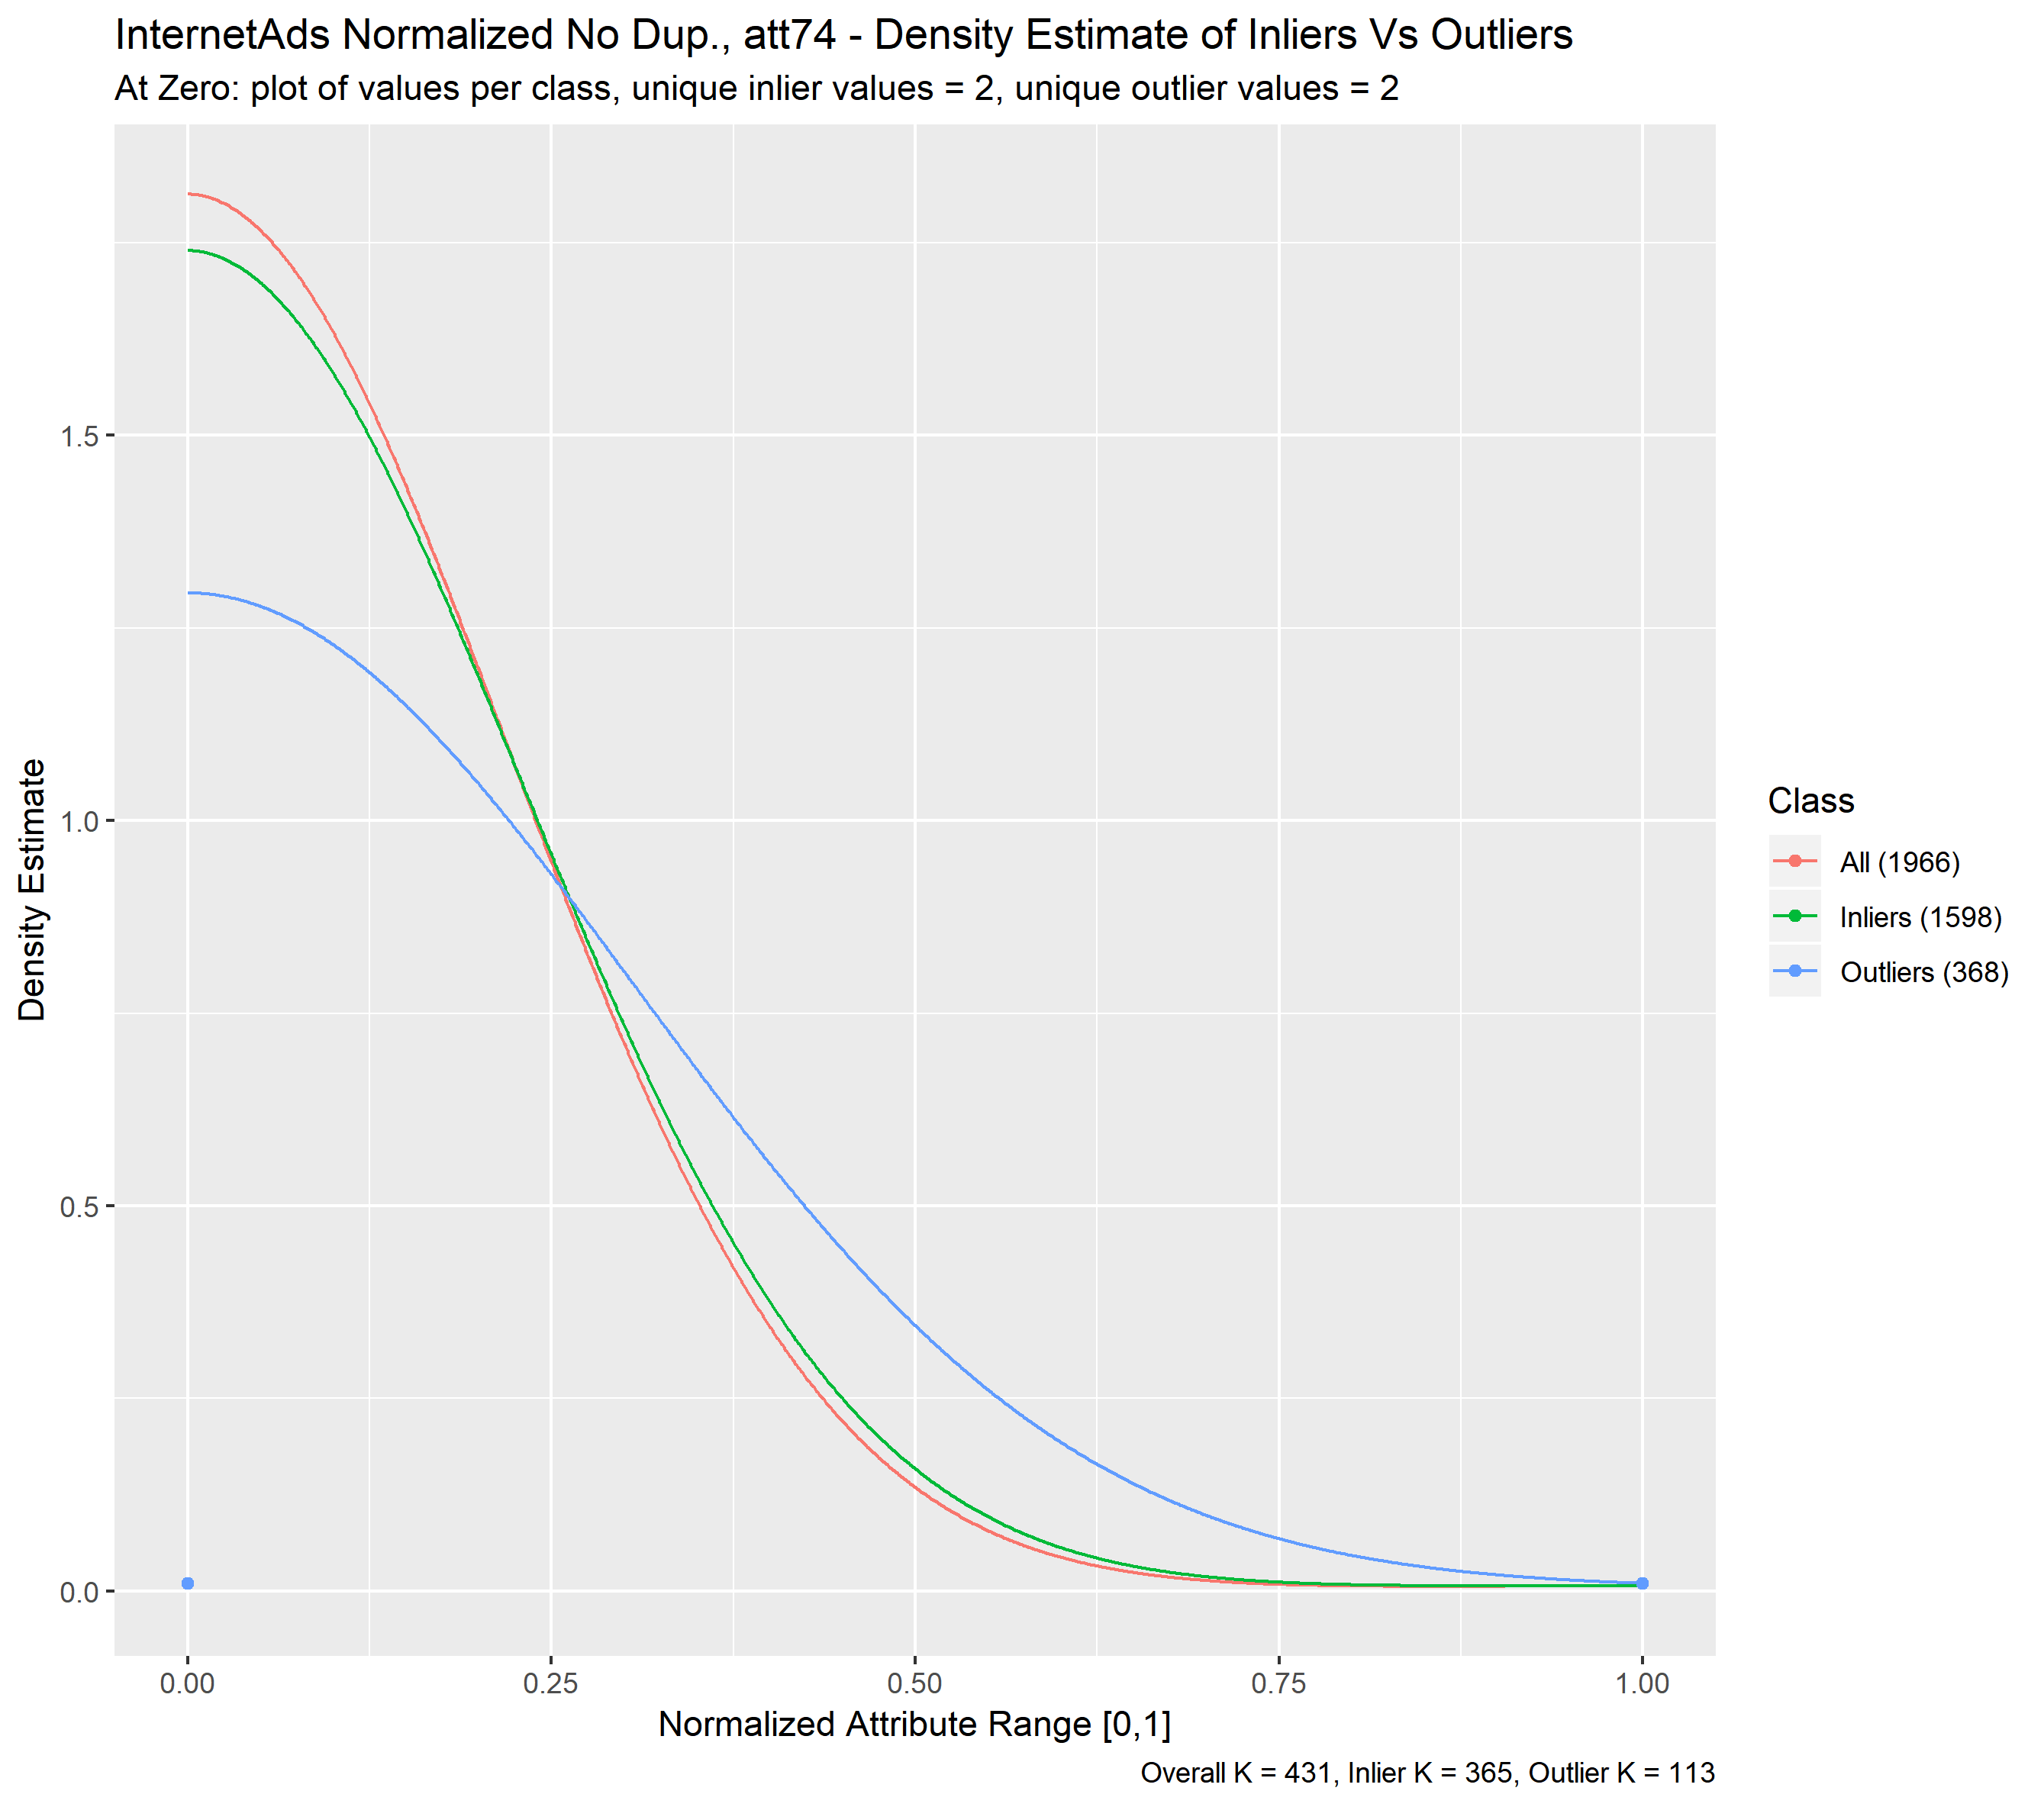 InternetAds Normalized No Dup., att74 - Density Estimate of Inliers Vs Outliers
At Zero: plot of values per class, unique inlier values = 2, unique outlier values = 2
Density Estimate
1.5
1.0
0.5
0.0
0.00 0.25 0.50 0.75 1.00
Normalized Attribute Range [0,1]
Overall K = 431, Inlier K = 365, Outlier K = 113
Class
All (1966)
Inliers (1598)
Outliers (368)